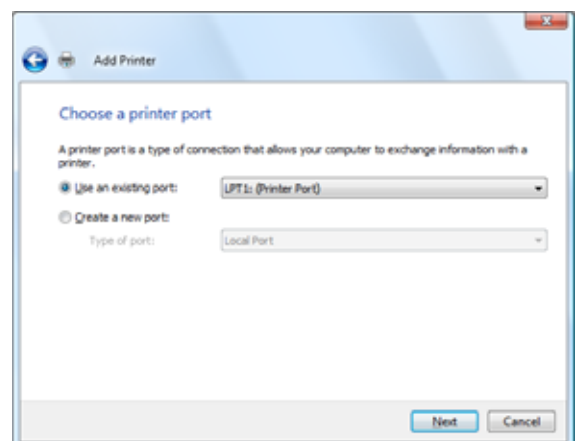 Add Printer
Choose a printer port
A printer port is a type of connection that allows your computer to exchange information with a
printer.
Use an existing port: LPT1: (Printer Port)
Create a new port:
Type of port: Local Port
Next Cancel